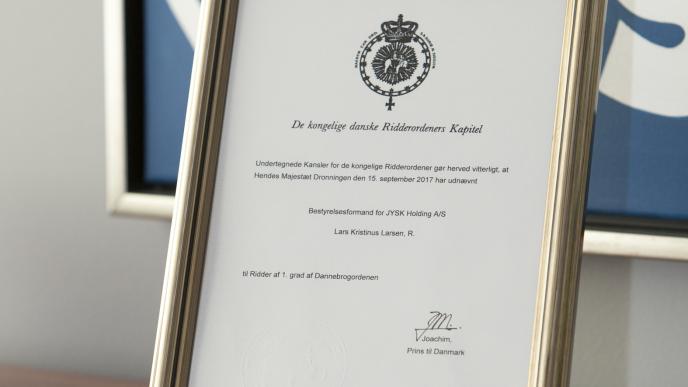 De kongelige danske Ridderordeners Kapitel
Undertegnede Kansler for de kongelige Ridderordener gør herved vitterligt, at
Hendes Majestæt Dronningen den 15. september 2017 har udnævnt
Bestyrelsesformand for JYSK Holding A/S
Lars Kristinus Larsen, R.
til Ridder af 1. grad af Dannebrogordenen
Joachim,
Prins til Danmark